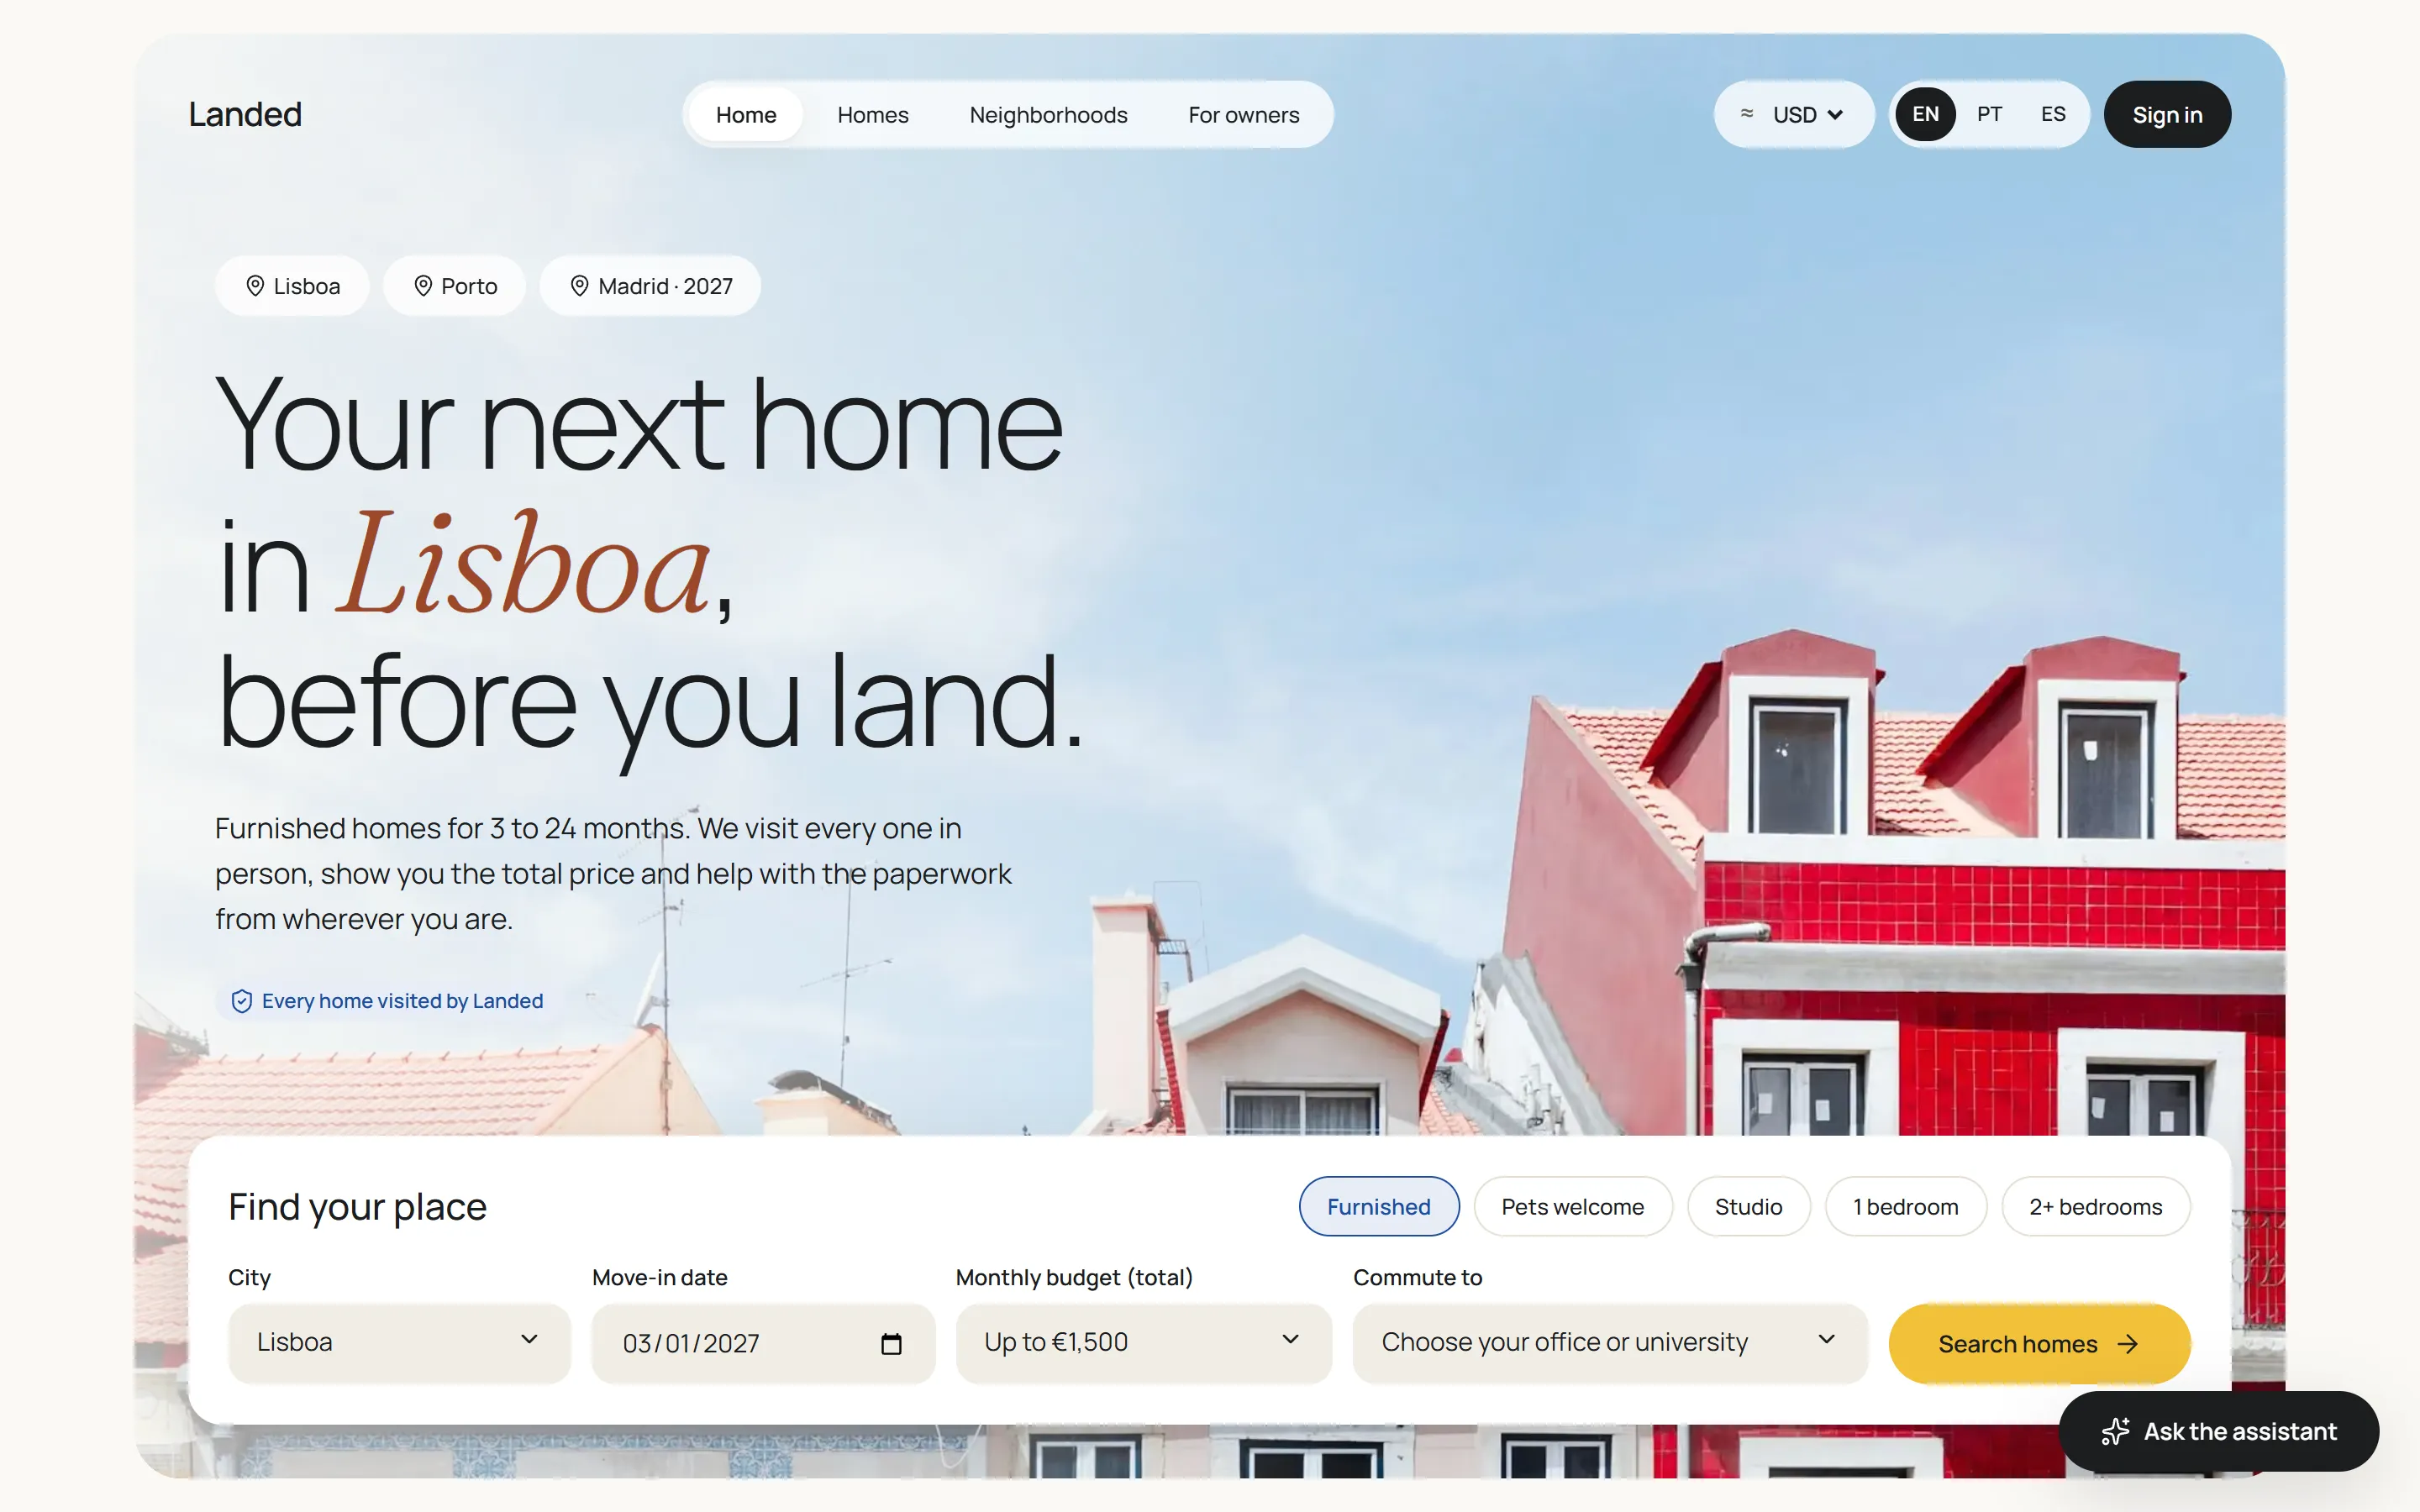 Landed
Home
Homes
Neighborhoods
For owners
≈ USD
EN
PT
ES
Sign in
Lisboa
Porto
Madrid · 2027
Your next home
in Lisboa,
before you land.
Furnished homes for 3 to 24 months. We visit every one in
person, show you the total price and help with the paperwork
from wherever you are.
Every home visited by Landed
Find your place
Furnished
Pets welcome
Studio
1 bedroom
2+ bedrooms
City
Move-in date
Monthly budget (total)
Commute to
Lisboa
03/01/2027
Up to €1,500
Choose your office or university
Search homes
Ask the assistant